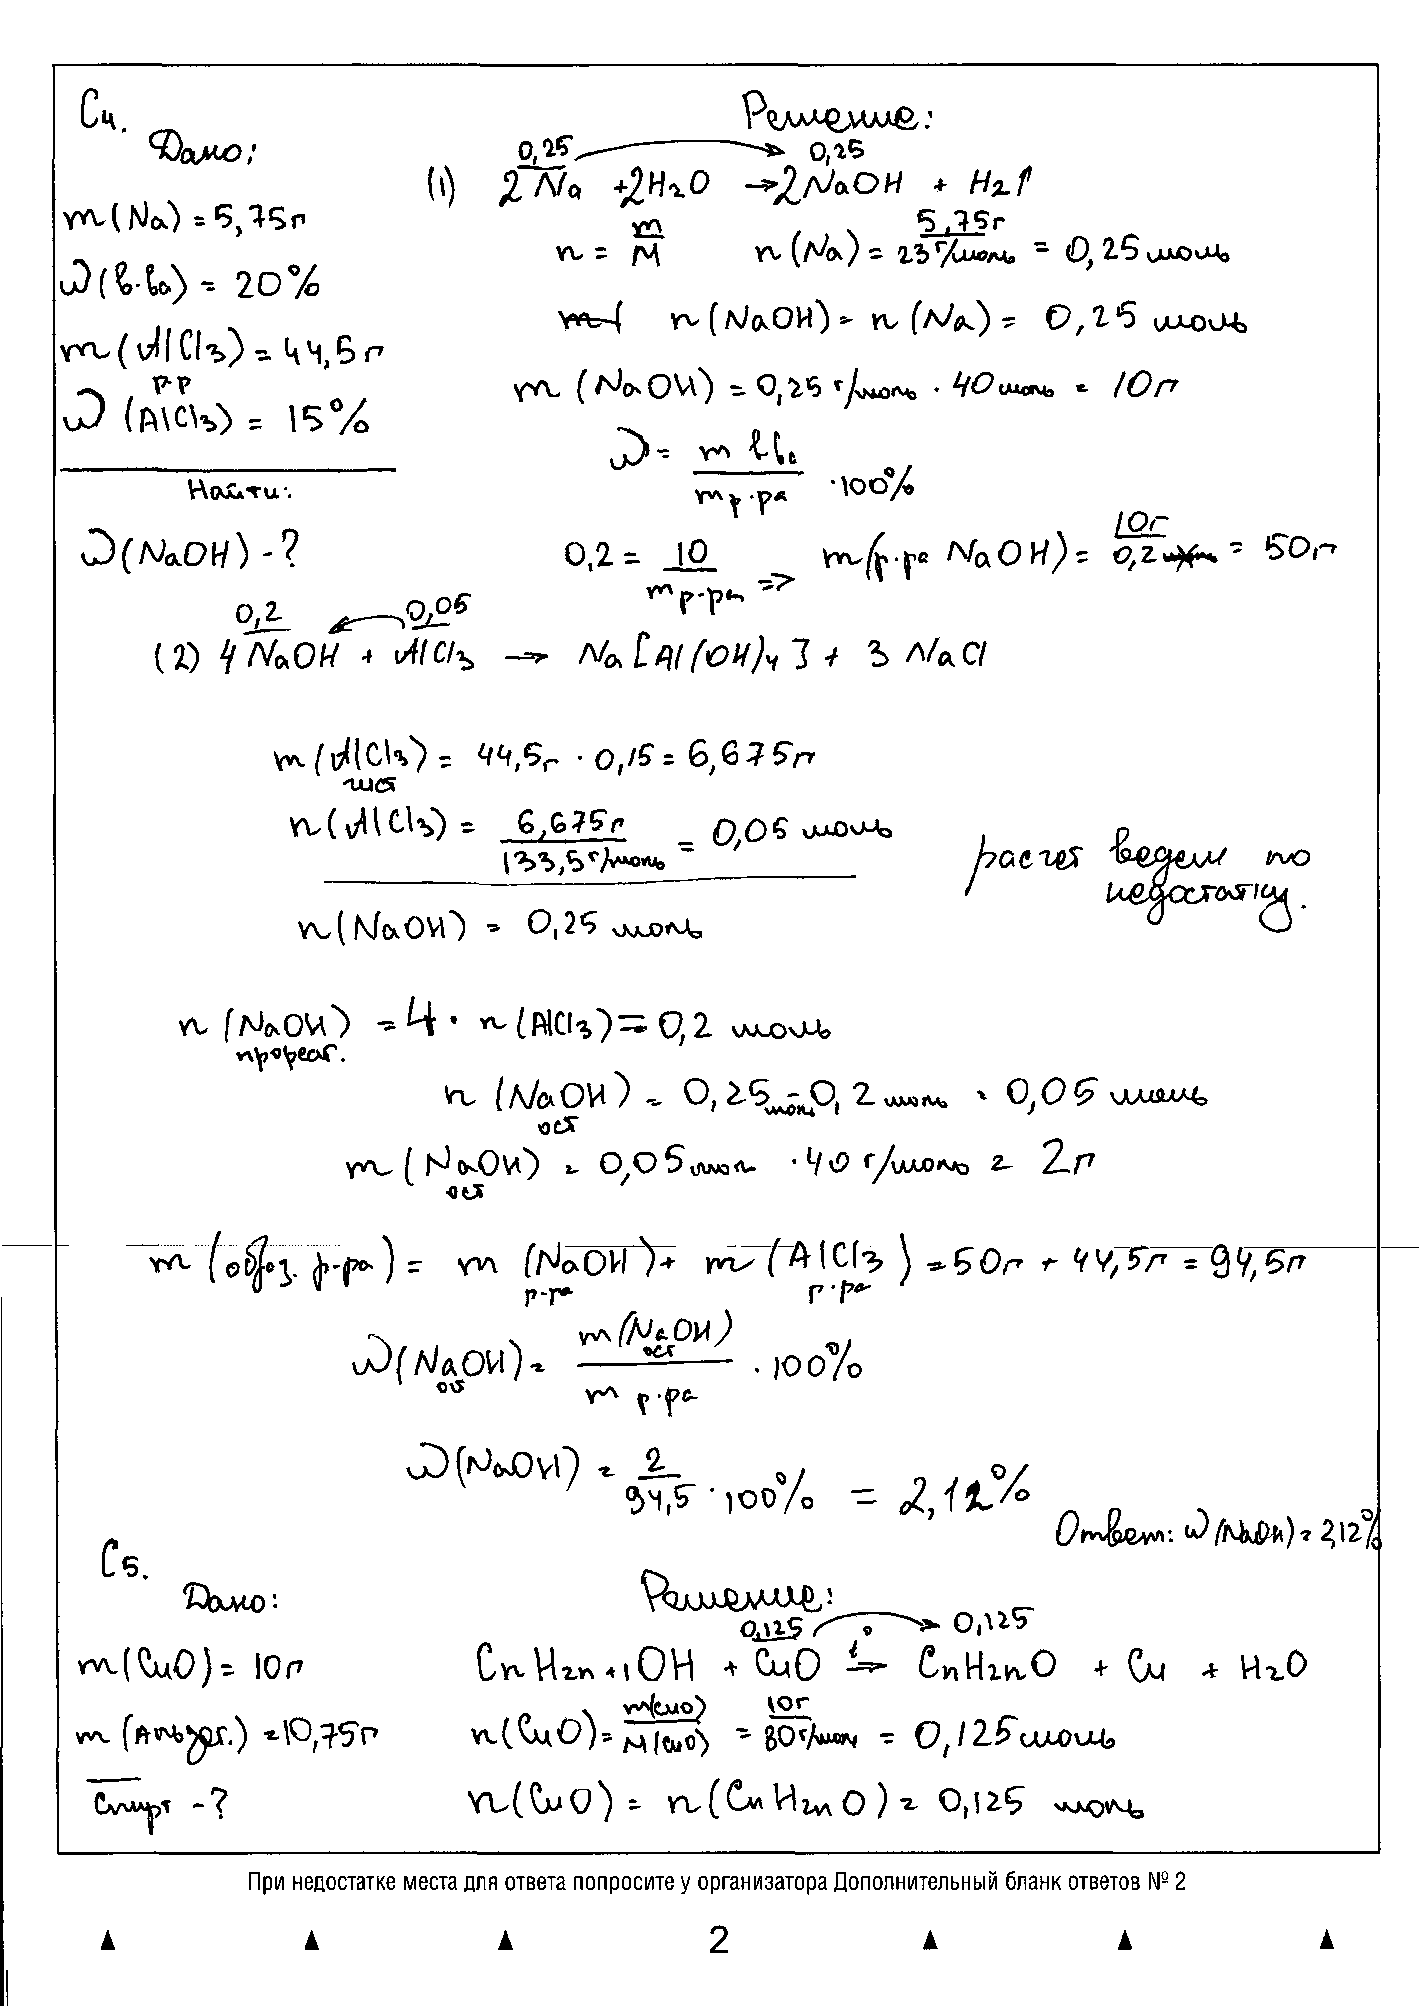 C4.
Дано:
Решение:
m(Na) = 5,75г
ω(в-ва) = 20%
m(AlCl3) = 44,5г
р-р
ω(AlCl3) = 15%
Найти:
ω(NaOH) - ?
0,25 0,25
(1) 2Na + 2H2O → 2NaOH + H2↑
n = m/M n(Na) = 5,75г/23г/моль = 0,25 моль
n(NaOH) = n(Na) = 0,25 моль
m(NaOH) = 0,25 г/моль · 40 моль = 10г
ω = m в-ва/m р-ра · 100%
0,2 = 10/m р-ра => m(р-ра NaOH) = 10г/0,2 = 50г
0,2 0,05
(2) 4NaOH + AlCl3 → Na[Al(OH)4] + 3NaCl
m(AlCl3) = 44,5г · 0,15 = 6,675г
чист
n(AlCl3) = 6,675г/133,5г/моль = 0,05 моль
расчет ведем по
недостатку.
n(NaOH) = 0,25 моль
n(NaOH) = 4 · n(AlCl3) = 0,2 моль
прореаг.
n(NaOH) = 0,25 моль - 0,2 моль = 0,05 моль
ост
m(NaOH) = 0,05 моль · 40 г/моль = 2г
ост
m(образ. р-ра) = m(NaOH) + m(AlCl3) = 50г + 44,5г = 94,5г
р-ра р-ра
ω(NaOH) = m(NaOH)/m р-ра · 100%
ост ост
ω(NaOH) = 2/94,5 · 100% = 2,12%
Ответ: ω(NaOH) = 2,12%
C5.
Дано:
Решение:
0,125 0,125
m(CuO) = 10г
CnH2n+1OH + CuO t°→ CnH2nO + Cu + H2O
m(Альдег.) = 10,75г
n(CuO) = m(CuO)/M(CuO) = 10г/80г/моль = 0,125 моль
Спирт - ?
n(CuO) = n(CnH2nO) = 0,125 моль
При недостатке места для ответа попросите у организатора Дополнительный бланк ответов № 2
2